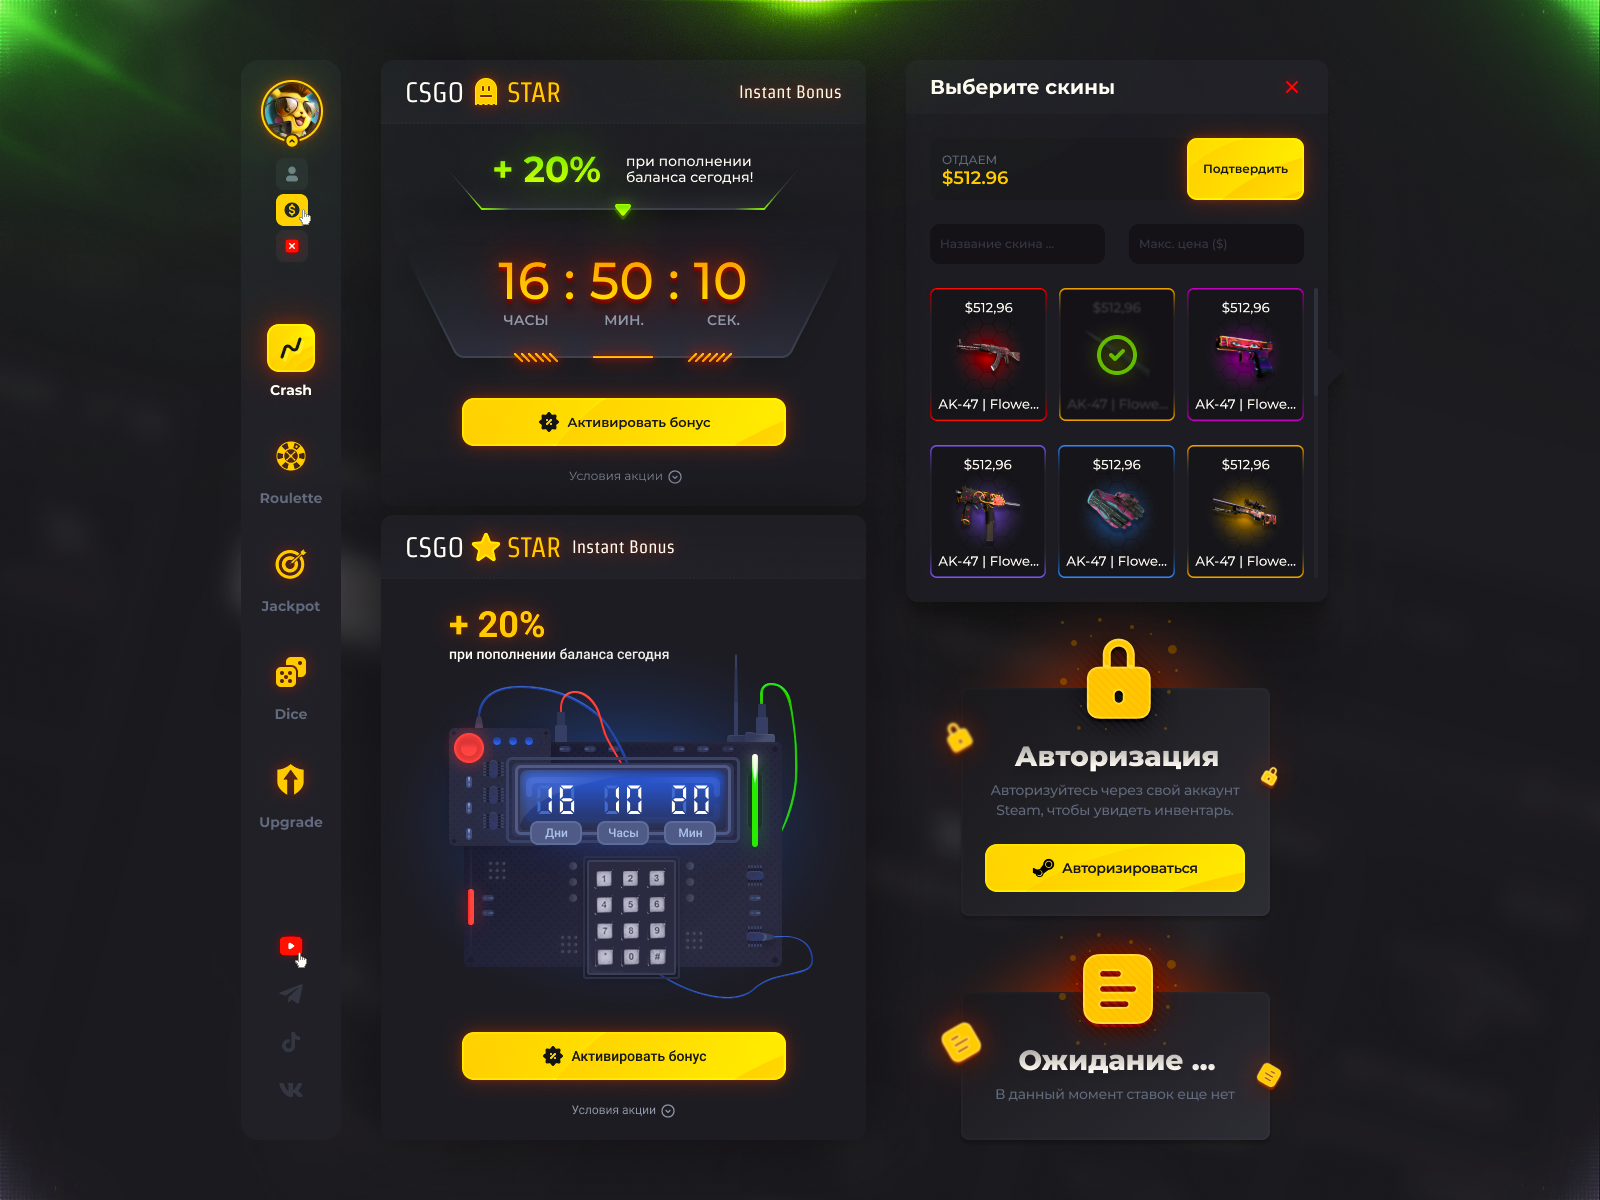 Crash
Roulette
Jackpot
Dice
Upgrade
CSGO STAR
Instant Bonus
+ 20%
при пополнении
баланса сегодня!
16 : 50 : 10
ЧАСЫ
МИН.
СЕК.
Активировать бонус
Условия акции
CSGO STAR Instant Bonus
+ 20%
при пополнении баланса сегодня
16 10 20
Дни
Часы
Мин
1 2 3
4 5 6
7 8 9
* 0 #
Активировать бонус
Условия акции
Выберите скины
ОТДАЕМ
$512.96
Подтвердить
Название скина ...
Макс. цена ($)
$512,96
AK-47 | Flowe...
$512,96
AK-47 | Flowe...
$512,96
AK-47 | Flowe...
$512,96
AK-47 | Flowe...
$512,96
AK-47 | Flowe...
$512,96
AK-47 | Flowe...
Авторизация
Авторизуйтесь через свой аккаунт
Steam, чтобы увидеть инвентарь.
Авторизироваться
Ожидание ...
В данный момент ставок еще нет